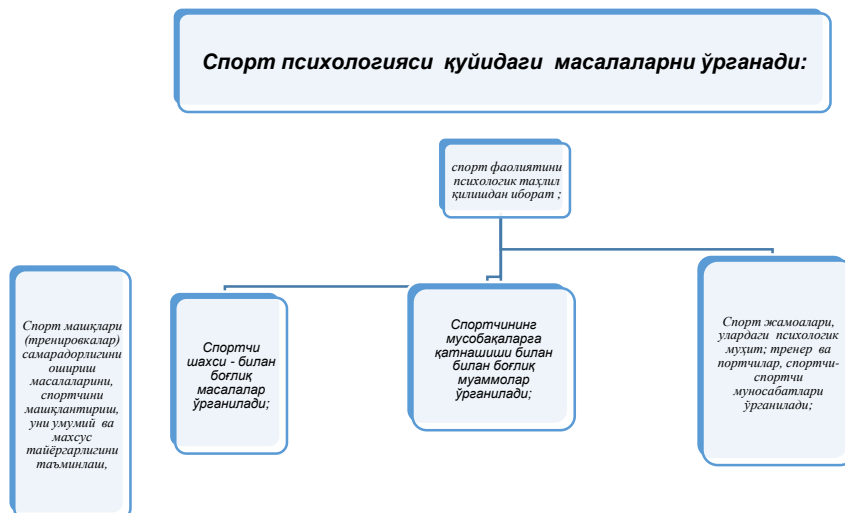 Спорт психологияси қуйидаги масалаларни ўрганади:
спорт фаолиятини
психологик таҳлил
қилишдан иборат ;
Спорт машқлари
(тренировкалар)
самарадорлигини
ошириш
масалаларини,
спортчини
машқлантириш,
уни умумий ва
махсус
тайёргарлигини
таъминлаш,
Спортчи
шахси - билан
боғлиқ
масалалар
ўрганилади;
Спортчининг
мусобақаларга
қатнашиши билан
билан боғлиқ
муаммолар
ўрганилади;
Спорт жамоалари,
улардаги психологик
муҳит; тренер ва
портчилар, спортчи-
спортчи
муносабатлари
ўрганилади;